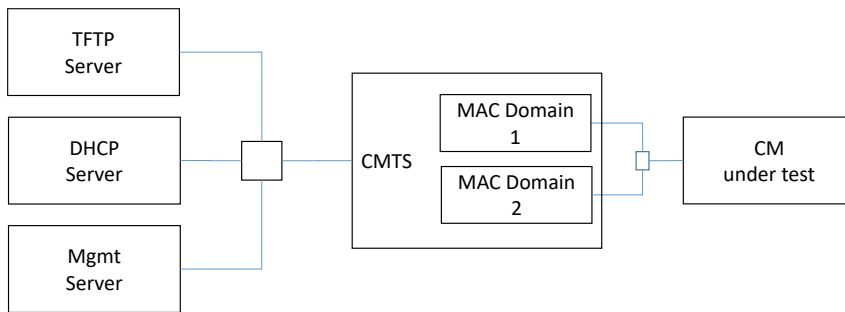 TFTP
Server
DHCP
Server
Mgmt
Server
CMTS
MAC Domain
1
MAC Domain
2
CM
under test